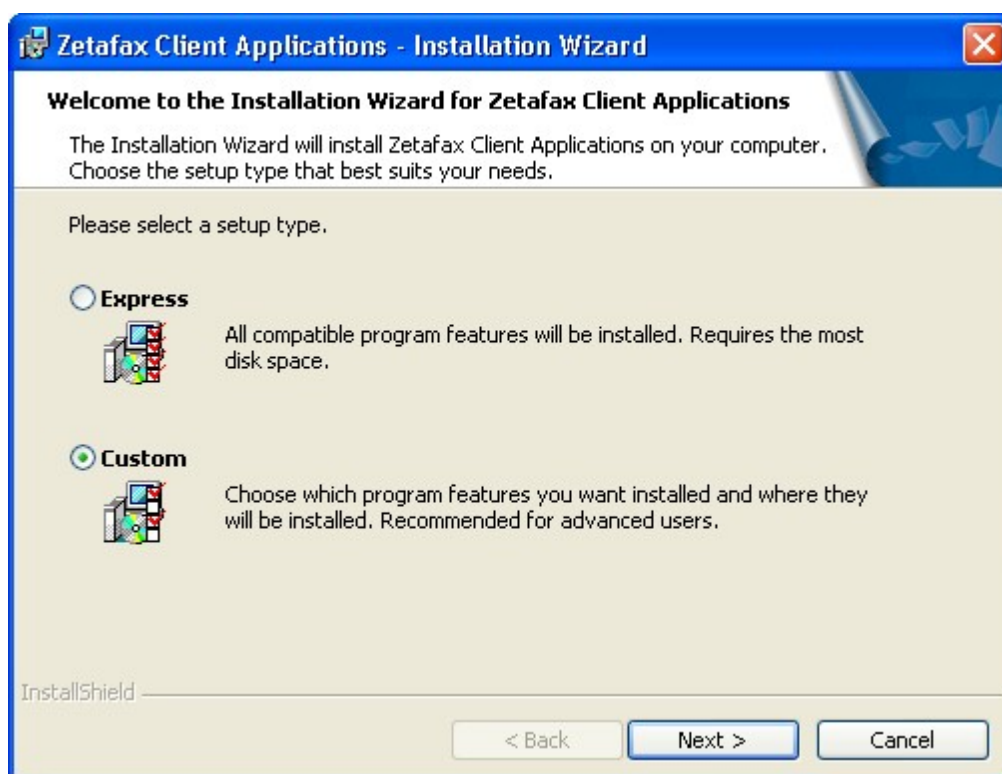 Zetafax Client Applications - Installation Wizard
Welcome to the Installation Wizard for Zetafax Client Applications
The Installation Wizard will install Zetafax Client Applications on your computer.
Choose the setup type that best suits your needs.
Please select a setup type.
Express
All compatible program features will be installed. Requires the most
disk space.
Custom
Choose which program features you want installed and where they
will be installed. Recommended for advanced users.
InstallShield
< Back
Next >
Cancel